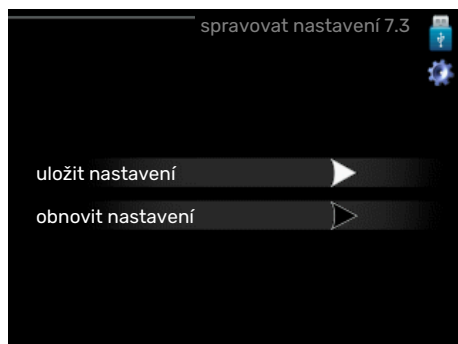 spravovat nastavení 7.3
uložit nastavení
obnovit nastavení